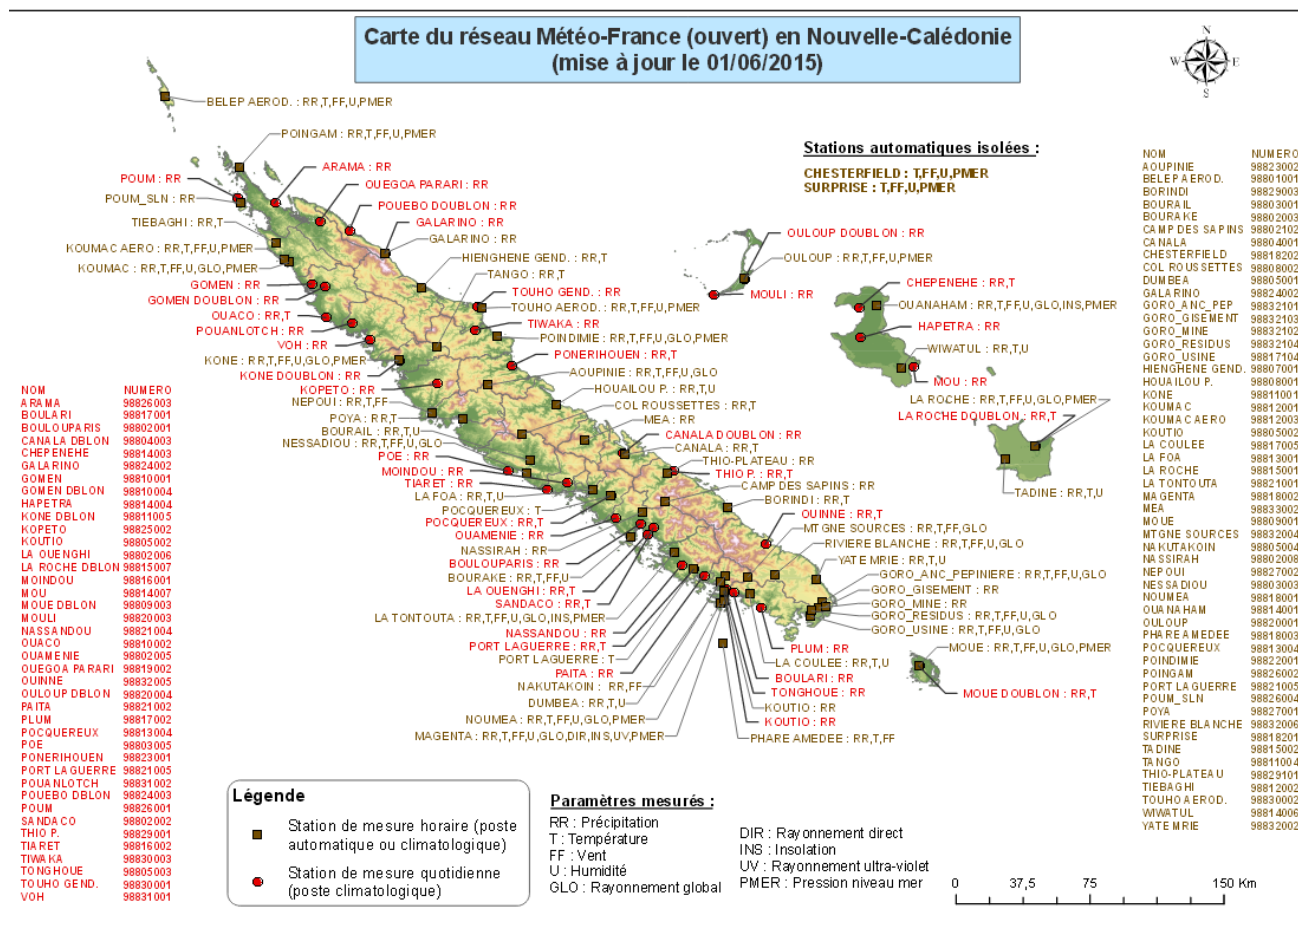 Carte du réseau Météo-France (ouvert) en Nouvelle-Calédonie
(mise à jour le 01/06/2015)
N
W
E
S
BELEP AEROD. : RR,T,FF,U,PMER
POINGAM : RR,T,FF,U,PMER
ARAMA : RR
POUM : RR
OUEGOA PARARI : RR
POUM_SLN : RR
POUEBO DOUBLON : RR
TIEBAGHI : RR,T
GALARINO : RR
GALARINO : RR
KOUMAC AERO : RR,T,FF,U,PMER
HIENGHENE GEND. : RR,T
KOUMAC : RR,T,FF,U,GLO,PMER
TANGO : RR,T
GOMEN : RR
TOUHO GEND. : RR
GOMEN DOUBLON : RR
TOUHO AEROD. : RR,T,FF,U,PMER
OUACO : RR,T
TIWAKA : RR
POUANLOTCH : RR
POINDIMIE : RR,T,FF,U,GLO,PMER
VOH : RR
PONERIHOUEN : RR,T
KONE : RR,T,FF,U,GLO,PMER
AOUPINIE : RR,T,FF,U,GLO
KONE DOUBLON : RR
HOUAILOU P. : RR,T,U
KOPETO : RR
NEPOUI : RR,T,FF
COL ROUSSETTES : RR,T
POYA : RR,T
MEA : RR
BOURAIL : RR,T,U
CANALA DOUBLON : RR
NESSADIOU : RR,T,FF,U,GLO
CANALA : RR,T
POE : RR
THIO-PLATEAU : RR
MOINDOU : RR
THIO P. : RR,T
TIARET : RR
CAMP DES SAPINS : RR
LA FOA : RR,T,U
BORINDI : RR,T
POCQUEREUX : T
OUINNE : RR,T
POCQUEREUX : RR,T
MTGNE SOURCES : RR,T,FF,GLO
OUAMENIE : RR
RIVIERE BLANCHE : RR,T,FF,U,GLO
NASSIRAH : RR
YATE MRIE : RR,T,U
BOULOUPARIS : RR
GORO_ANC_PEPINIERE : RR,T,FF,U,GLO
BOURAKE : RR,T,FF,U
GORO_GISEMENT : RR
LA OUENGHI : RR,T
GORO_MINE : RR
SANDACO : RR,T
GORO_RESIDUS : RR,T,FF,U,GLO
LA TONTOUTA : RR,T,FF,U,GLO,INS,PMER
GORO_USINE : RR,T,FF,U,GLO
NASSANDOU : RR
PLUM : RR
PORT LAGUERRE : RR,T
LA COULEE : RR,T,U
PORT LAGUERRE : T
BOULARI : RR
PAITA : RR
TONGHOUE : RR
NAKUTAKOIN : RR,FF
KOUTIO : RR
DUMBEA : RR,T,U
KOUTIO : RR
NOUMEA : RR,T,FF,U,GLO,PMER
PHARE AMEDEE : RR,T,FF
MAGENTA : RR,T,FF,U,GLO,DIR,INS,UV,PMER
MOUE : RR,T,FF,U,GLO,PMER
MOUE DOUBLON : RR,T
Stations automatiques isolées :
CHESTERFIELD : T,FF,U,PMER
SURPRISE : T,FF,U,PMER
OULOUP DOUBLON : RR
OULOUP : RR,T,FF,U,PMER
MOULI : RR
CHEPENEHE : RR,T
OUANAHAM : RR,T,FF,U,GLO,INS,PMER
HAPETRA : RR
WIWATUL : RR,T,U
MOU : RR
LA ROCHE : RR,T,FF,U,GLO,PMER
LA ROCHE DOUBLON : RR,T
TADINE : RR,T,U
NOM NUMERO
ARAMA 98826003
BOULARI 98817001
BOULOUPARIS 98802001
CANALA DBLON 98804003
CHEPENEHE 98814003
GALARINO 98824002
GOMEN 98810001
GOMEN DBLON 98810004
HAPETRA 98814004
KONE DBLON 98811005
KOPETO 98825002
KOUTIO 98805002
LA OUENGHI 98802006
LA ROCHE DBLON 98815007
MOINDOU 98816001
MOU 98814007
MOUE DBLON 98809003
MOULI 98820003
NASSANDOU 98821004
OUACO 98810002
OUAMENIE 98802005
OUEGOA PARARI 98819002
OUINNE 98832005
OULOUP DBLON 98820004
PAITA 98821002
PLUM 98817002
POCQUEREUX 98813004
POE 98803005
PONERIHOUEN 98823001
PORT LAGUERRE 98821005
POUANLOTCH 98831002
POUEBO DBLON 98824003
POUM 98826001
SANDACO 98802002
THIO P. 98829001
TIARET 98816002
TIWAKA 98830003
TONGHOUE 98805003
TOUHO GEND. 98830001
VOH 98831001
NOM NUMERO
AOUPINIE 98823002
BELEP AEROD. 98801001
BORINDI 98829003
BOURAIL 98803001
BOURAKE 98802003
CAMP DES SAPINS 98802102
CANALA 98804001
CHESTERFIELD 98818202
COL ROUSSETTES 98808002
DUMBEA 98805001
GALARINO 98824002
GORO_ANC_PEP 98832101
GORO_GISEMENT 98832103
GORO_MINE 98832102
GORO_RESIDUS 98832104
GORO_USINE 98817104
HIENGHENE GEND. 98807001
HOUAILOU P. 98808001
KONE 98811001
KOUMAC 98812001
KOUMAC AERO 98812003
KOUTIO 98805002
LA COULEE 98817005
LA FOA 98813001
LA ROCHE 98815001
LA TONTOUTA 98821001
MAGENTA 98818002
MEA 98833002
MOUE 98809001
MTGNE SOURCES 98832004
NAKUTAKOIN 98805004
NASSIRAH 98802008
NEPOUI 98827002
NESSADIOU 98803003
NOUMEA 98818001
OUANAHAM 98814001
OULOUP 98820001
PHARE AMEDEE 98818003
POCQUEREUX 98813004
POINDIMIE 98822001
POINGAM 98826002
PORT LAGUERRE 98821005
POUM_SLN 98826004
POYA 98827001
RIVIERE BLANCHE 98832006
SURPRISE 98818201
TADINE 98815002
TANGO 98811004
THIO-PLATEAU 98829101
TIEBAGHI 98812002
TOUHO AEROD. 98830002
WIWATUL 98814006
YATE MRIE 98832002
Légende
Station de mesure horaire (poste
automatique ou climatologique)
Station de mesure quotidienne
(poste climatologique)
Paramètres mesurés :
RR : Précipitation
T : Température
FF : Vent
U : Humidité
GLO : Rayonnement global
DIR : Rayonnement direct
INS : Insolation
UV : Rayonnement ultra-violet
PMER : Pression niveau mer
0 37,5 75 150 Km